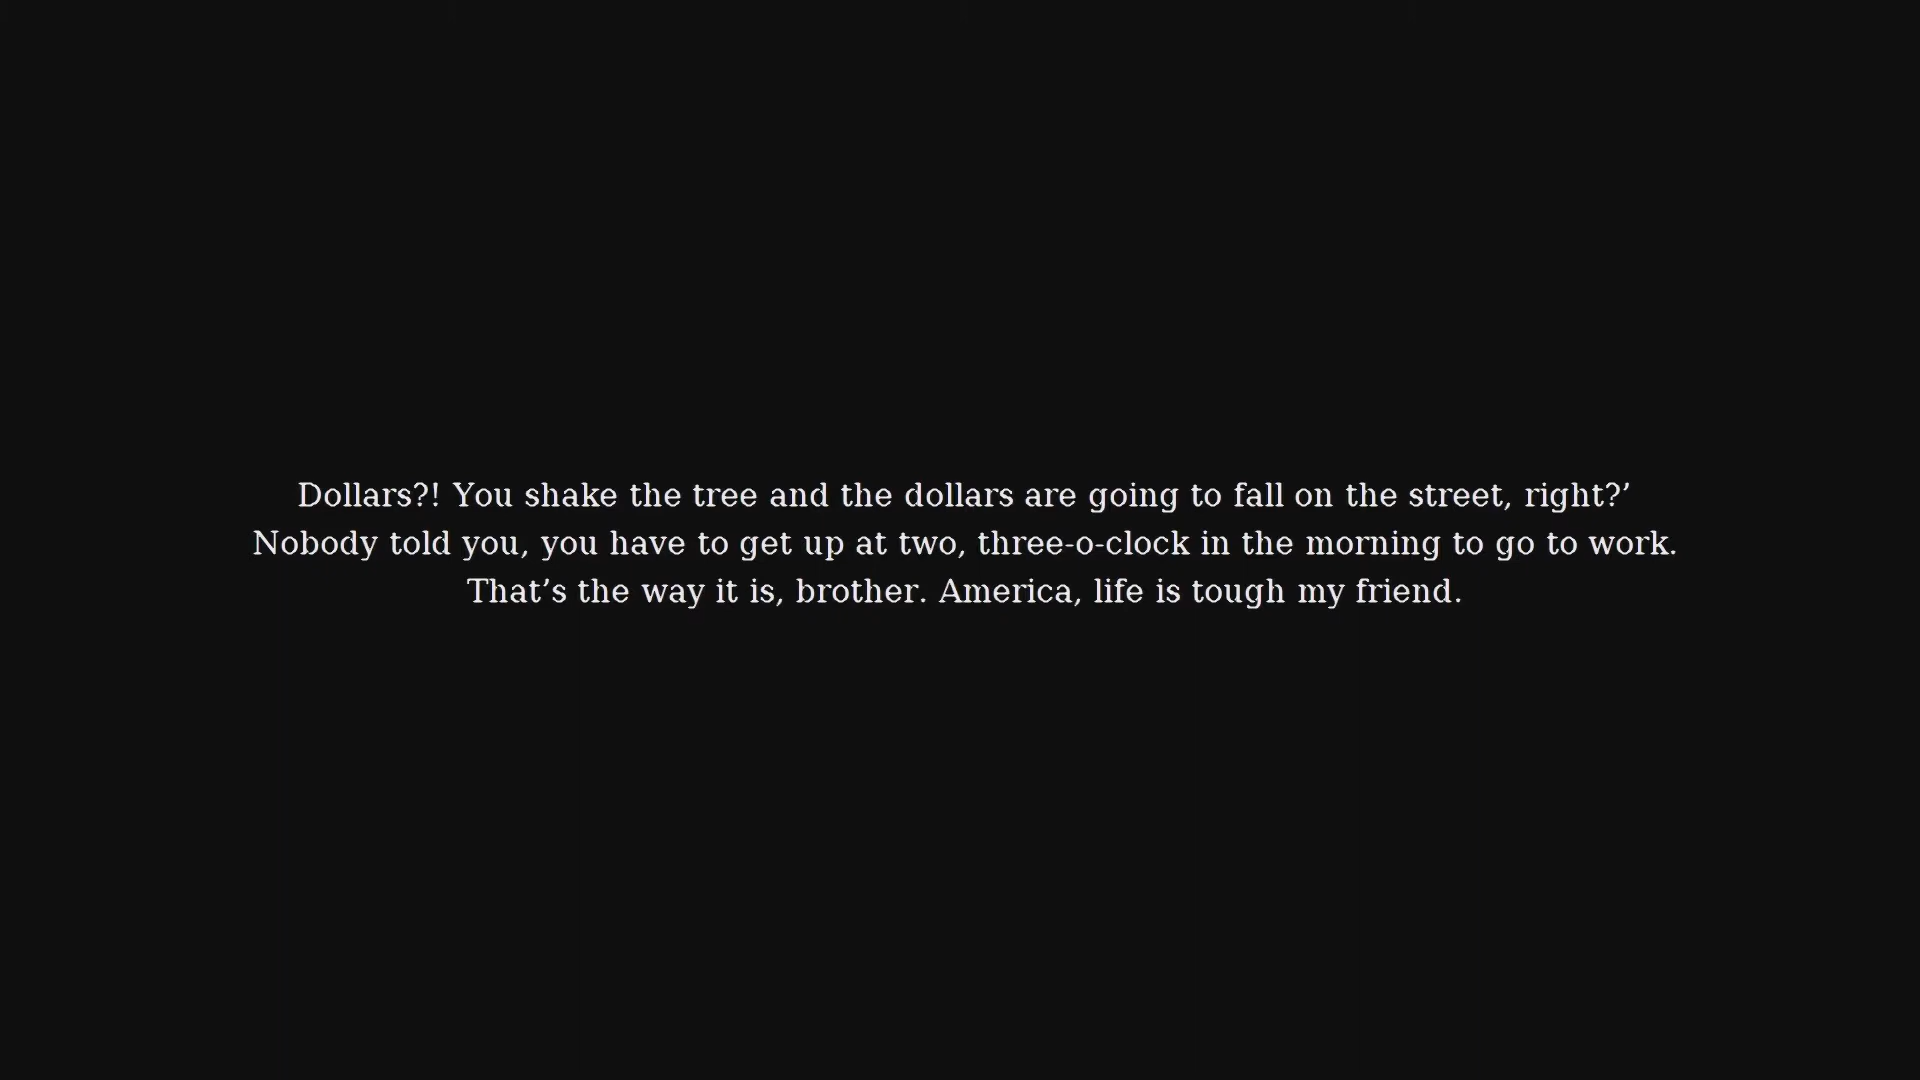 Dollars?! You shake the tree and the dollars are going to fall on the street, right?’
Nobody told you, you have to get up at two, three-o-clock in the morning to go to work.
That’s the way it is, brother. America, life is tough my friend.